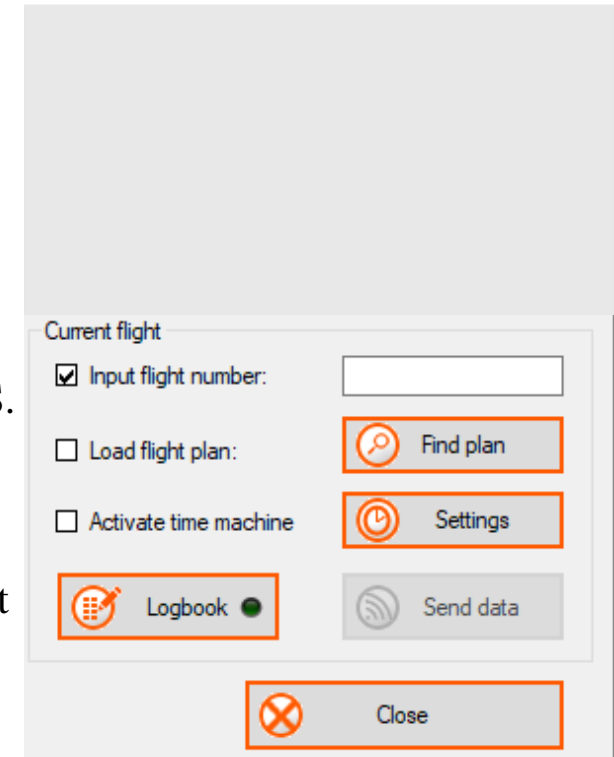 Current flight
Input flight number:
s.
Load flight plan:
Find plan
Activate time machine
Settings
t
Logbook
Send data
Close